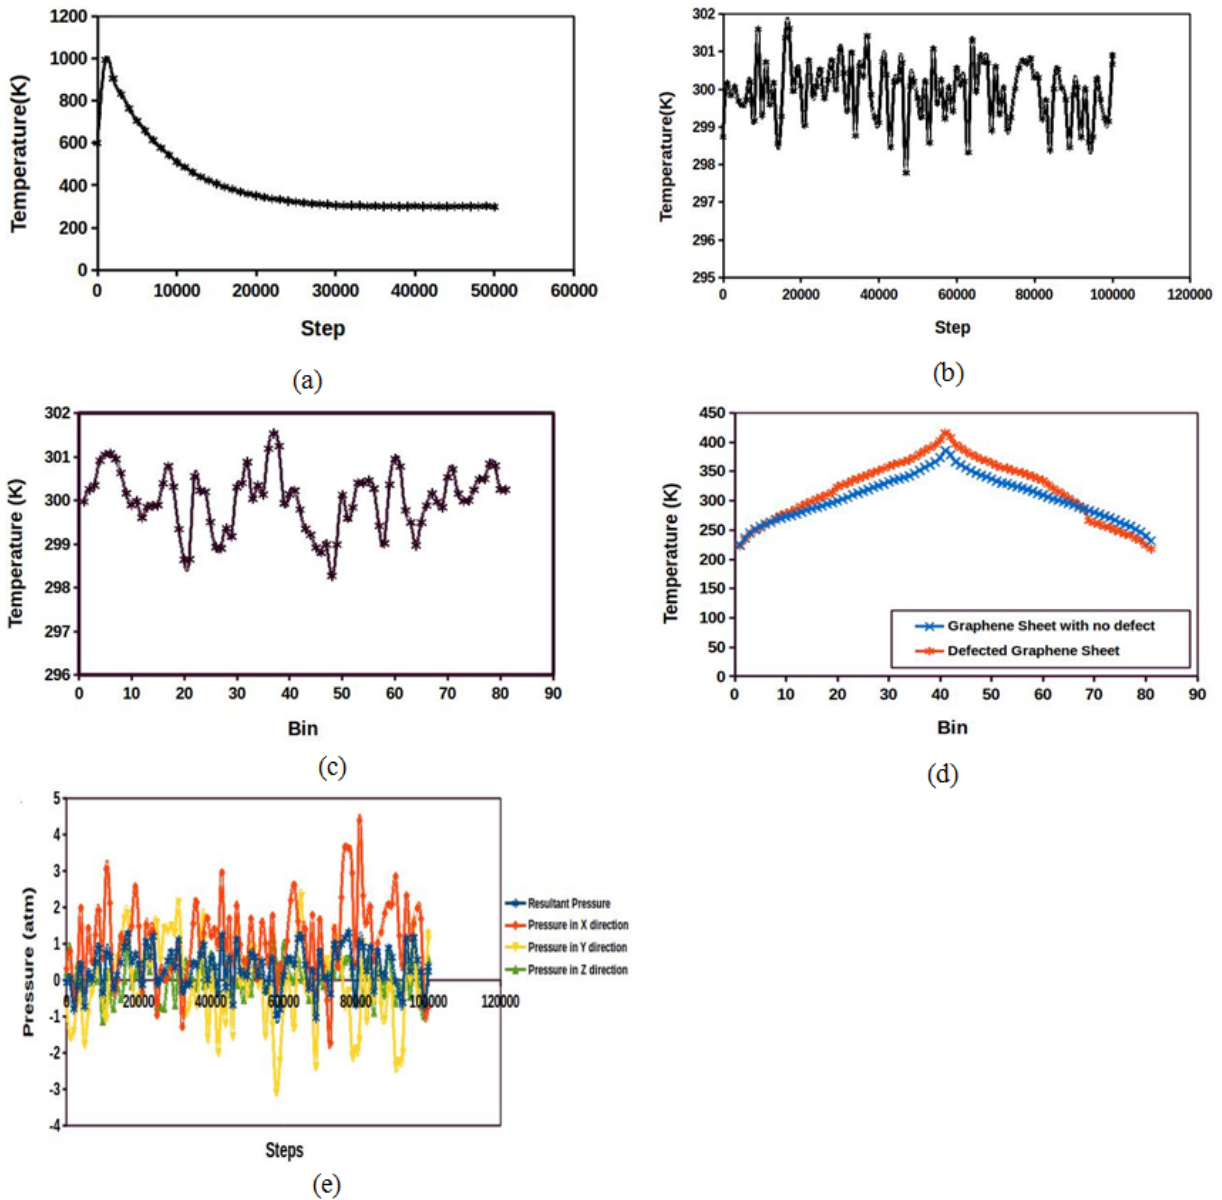 1200
1000
800
600
400
200
0
0 10000 20000 30000 40000 50000 60000
Temperature(K)
Step
(a)
302
301
300
299
298
297
296
295
0 20000 40000 60000 80000 100000 120000
Temperature(K)
Step
(b)
302
301
300
299
298
297
296
0 10 20 30 40 50 60 70 80 90
Temperature (K)
Bin
(c)
450
400
350
300
250
200
150
100
50
0
0 10 20 30 40 50 60 70 80 90
Temperature (K)
Graphene Sheet with no defect
Defected Graphene Sheet
Bin
(d)
5
4
3
2
1
0
-1
-2
-3
-4
0 20000 40000 60000 80000 100000 120000
Pressure (atm)
Resultant Pressure
Pressure in X direction
Pressure in Y direction
Pressure in Z direction
Steps
(e)